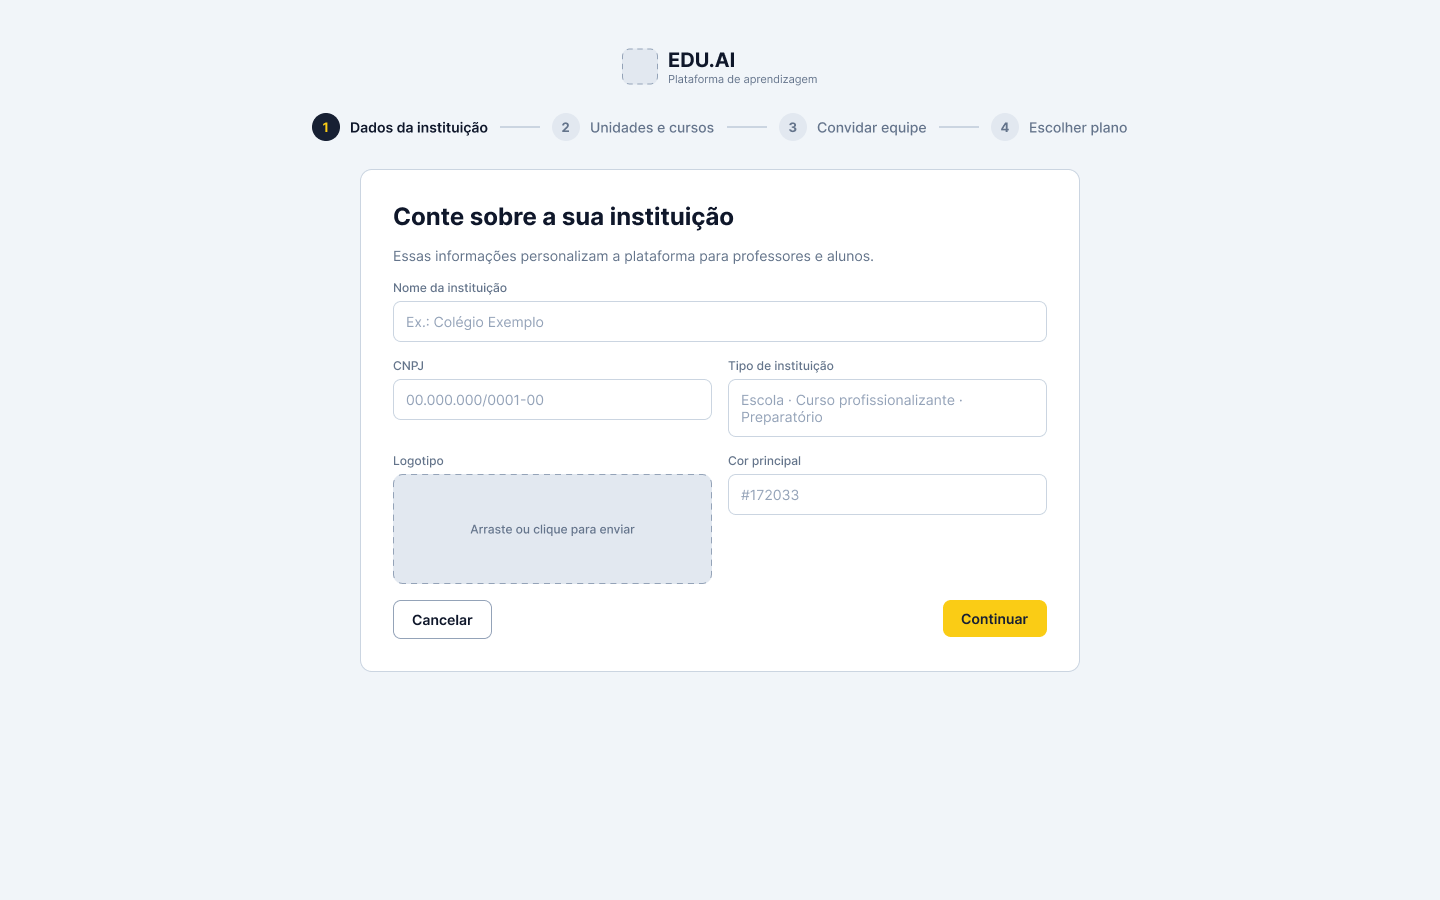 EDU.AI
Plataforma de aprendizagem
1 Dados da instituição 2 Unidades e cursos 3 Convidar equipe 4 Escolher plano
Conte sobre a sua instituição
Essas informações personalizam a plataforma para professores e alunos.
Nome da instituição
Ex.: Colégio Exemplo
CNPJ
00.000.000/0001-00
Tipo de instituição
Escola · Curso profissionalizante ·
Preparatório
Logotipo
Arraste ou clique para enviar
Cor principal
#172033
Cancelar
Continuar